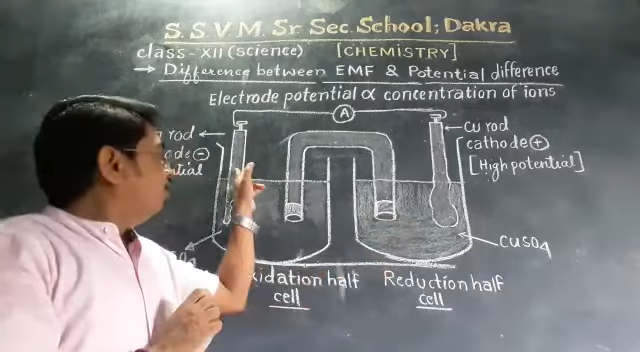 S.S.V.M. Sr. Sec. School; Dakra
class-XII (science) [CHEMISTRY]
→ Difference between EMF & Potential difference
Electrode potential α concentration of ions
A
rod ←
← cu rod
cathode +
[High potential]
CUSO4
Reduction half
cell
half
cell